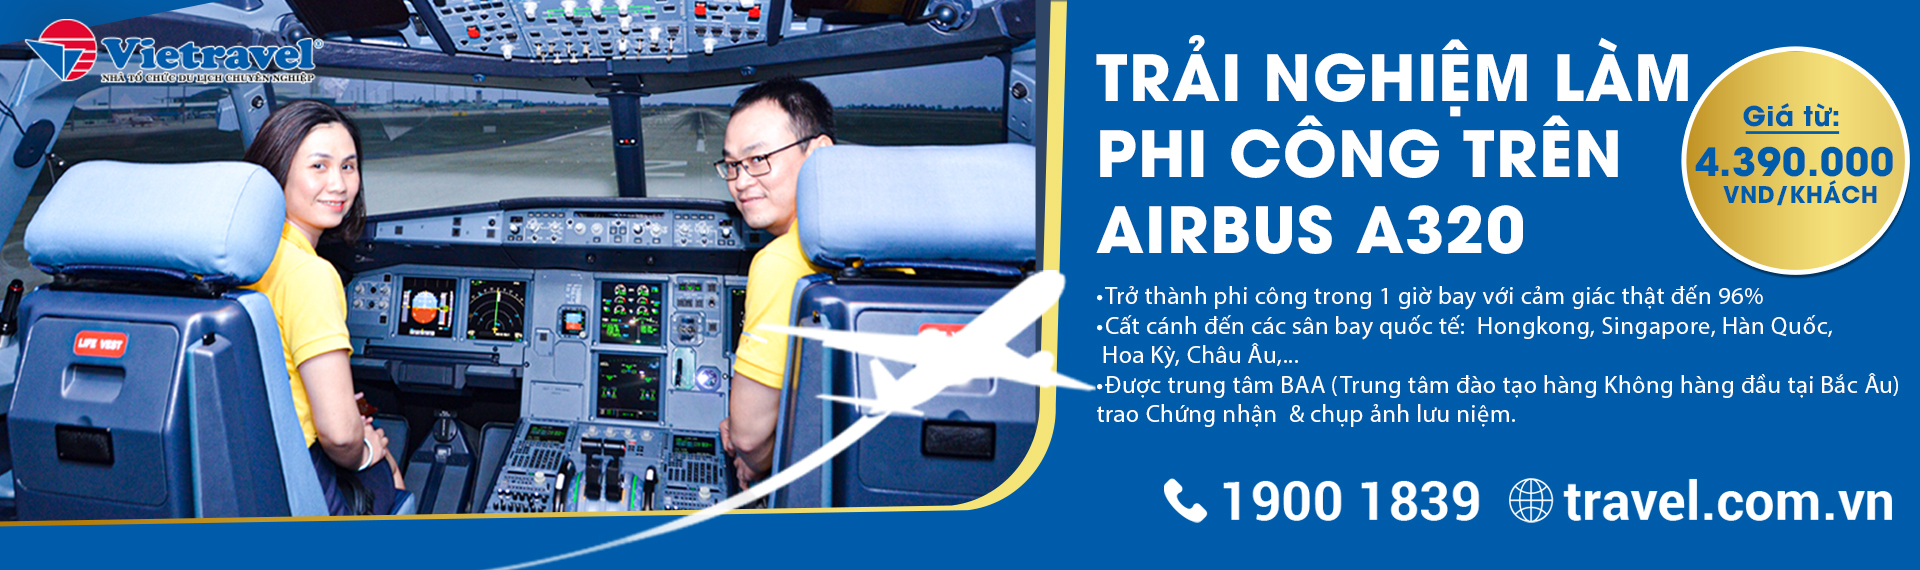 Vietravel®
NHÀ TỔ CHỨC DU LỊCH CHUYÊN NGHIỆP
LIFE VEST
TRẢI NGHIỆM LÀM
PHI CÔNG TRÊN
AIRBUS A320
Giá từ:
4.390.000
VND/KHÁCH
•Trở thành phi công trong 1 giờ bay với cảm giác thật đến 96%
•Cất cánh đến các sân bay quốc tế: Hongkong, Singapore, Hàn Quốc,
Hoa Kỳ, Châu Âu,...
•Được trung tâm BAA (Trung tâm đào tạo hàng Không hàng đầu tại Bắc Âu)
trao Chứng nhận & chụp ảnh lưu niệm.
1900 1839
travel.com.vn